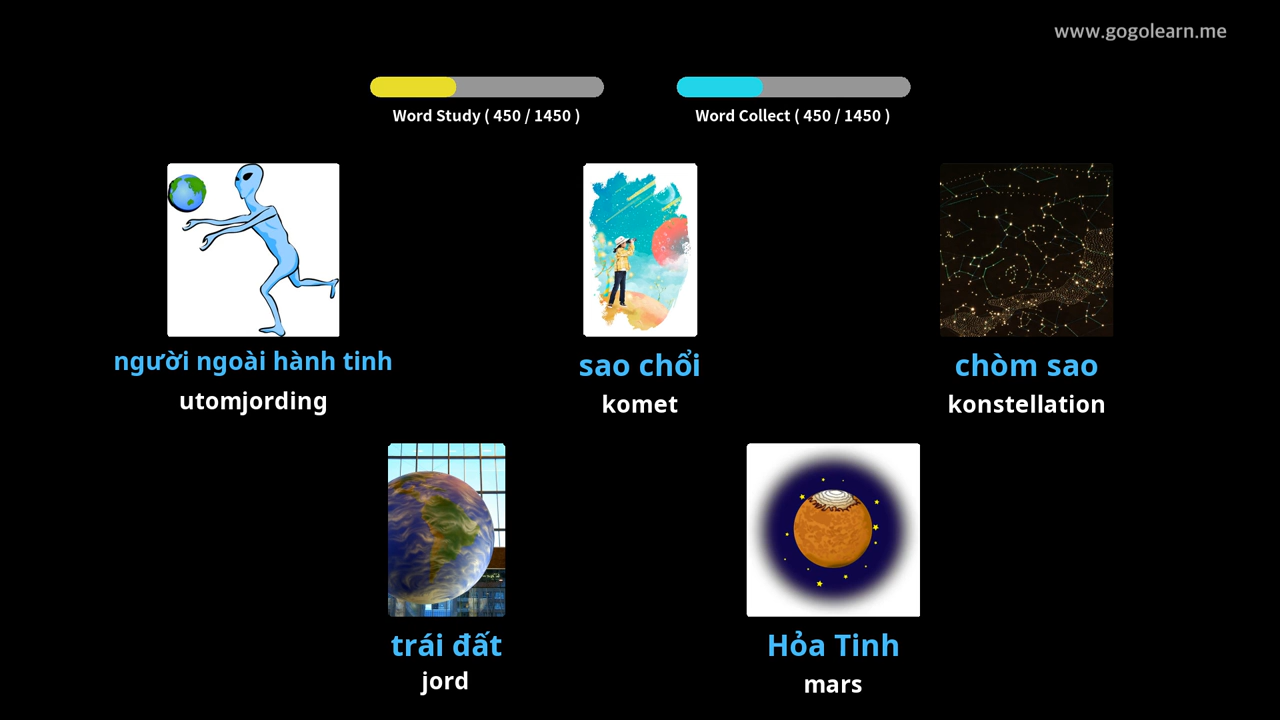 www.gogolearn.me
Word Study ( 450 / 1450 )
Word Collect ( 450 / 1450 )
người ngoài hành tinh
utomjording
sao chổi
komet
chòm sao
konstellation
trái đất
jord
Hỏa Tinh
mars